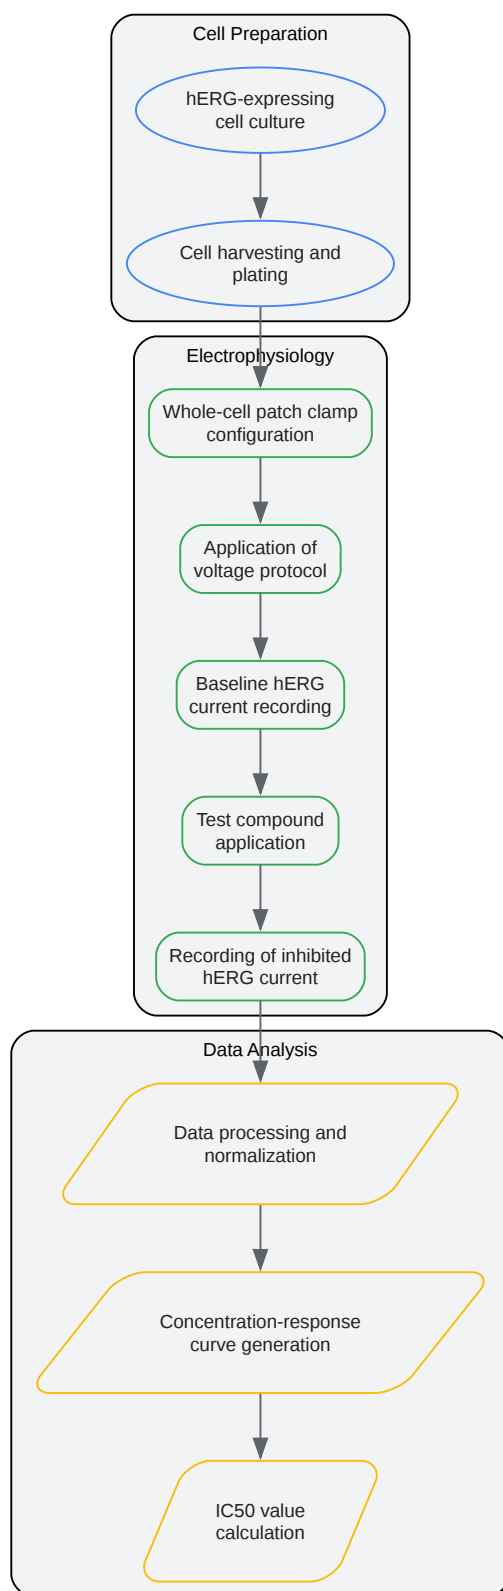 Cell Preparation
hERG-expressing
cell culture
Cell harvesting and
plating
Electrophysiology
Whole-cell patch clamp
configuration
Application of
voltage protocol
Baseline hERG
current recording
Test compound
application
Recording of inhibited
hERG current
Data Analysis
Data processing and
normalization
Concentration-response
curve generation
IC50 value
calculation